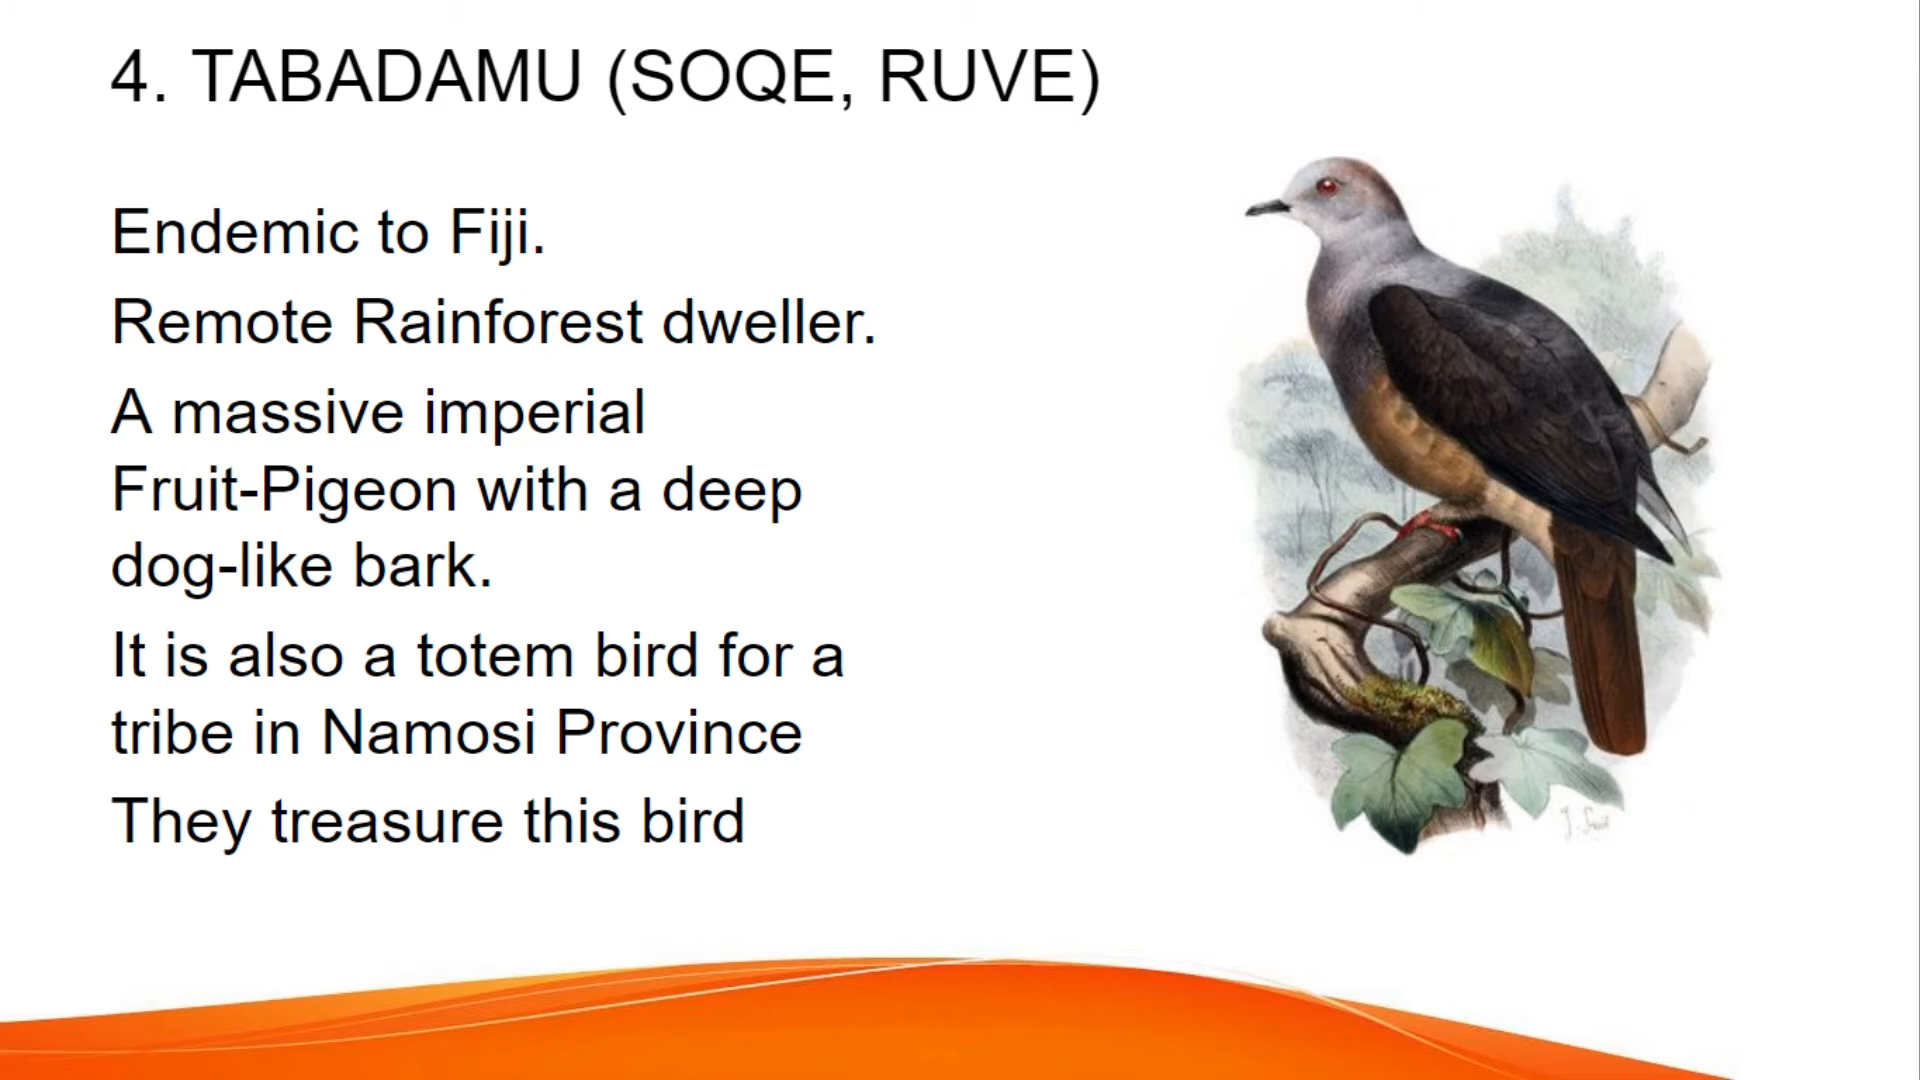 4. TABADAMU (SOQE, RUVE)
Endemic to Fiji.
Remote Rainforest dweller.
A massive imperial
Fruit-Pigeon with a deep
dog-like bark.
It is also a totem bird for a
tribe in Namosi Province
They treasure this bird